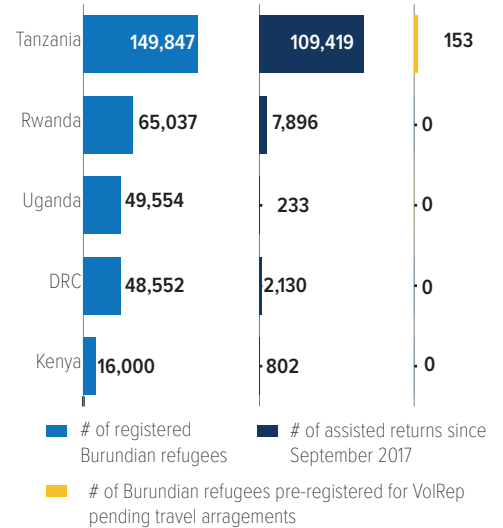 Tanzania 149,847 109,419 153
Rwanda 65,037 7,896 0
Uganda 49,554 233 0
DRC 48,552 2,130 0
Kenya 16,000 802 0
# of registered
Burundian refugees
# of assisted returns since
September 2017
# of Burundian refugees pre-registered for VolRep
pending travel arragements